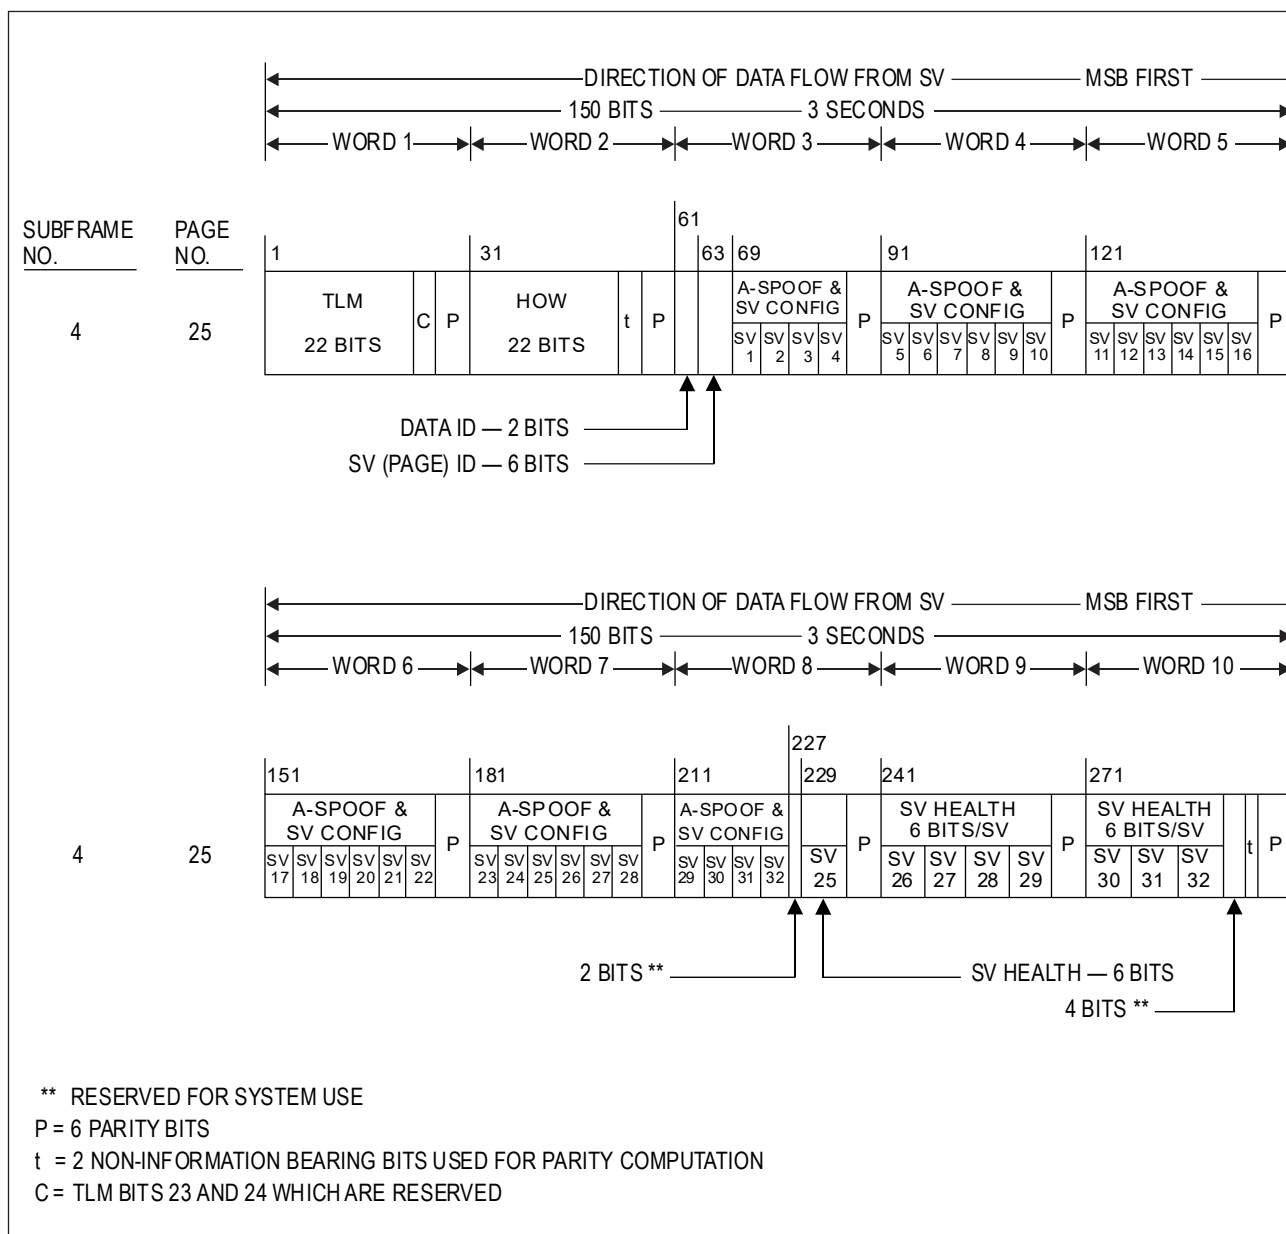 DIRECTION OF DATA FLOW FROM SV MSB FIRST
150 BITS 3 SECONDS
WORD 1 WORD 2 WORD 3 WORD 4 WORD 5
SUBFRAME NO. PAGE NO.
61
1 31 63 69 91 121
4 25
TLM 22 BITS C P
HOW 22 BITS t P
A-SPOOF & SV CONFIG P
SV 1 SV 2 SV 3 SV 4
A-SPOOF & SV CONFIG P
SV 5 SV 6 SV 7 SV 8 SV 9 SV 10
A-SPOOF & SV CONFIG P
SV 11 SV 12 SV 13 SV 14 SV 15 SV 16
DATA ID — 2 BITS
SV (PAGE) ID — 6 BITS
DIRECTION OF DATA FLOW FROM SV MSB FIRST
150 BITS 3 SECONDS
WORD 6 WORD 7 WORD 8 WORD 9 WORD 10
227
151 181 211 229 241 271
4 25
A-SPOOF & SV CONFIG P
SV 17 SV 18 SV 19 SV 20 SV 21 SV 22
A-SPOOF & SV CONFIG P
SV 23 SV 24 SV 25 SV 26 SV 27 SV 28
A-SPOOF & SV CONFIG
SV 29 SV 30 SV 31 SV 32
SV 25 P
SV HEALTH 6 BITS/SV P
SV 26 SV 27 SV 28 SV 29
SV HEALTH 6 BITS/SV t P
SV 30 SV 31 SV 32
2 BITS ** SV HEALTH — 6 BITS
4 BITS **
** RESERVED FOR SYSTEM USE
P = 6 PARITY BITS
t = 2 NON-INFORMATION BEARING BITS USED FOR PARITY COMPUTATION
C = TLM BITS 23 AND 24 WHICH ARE RESERVED